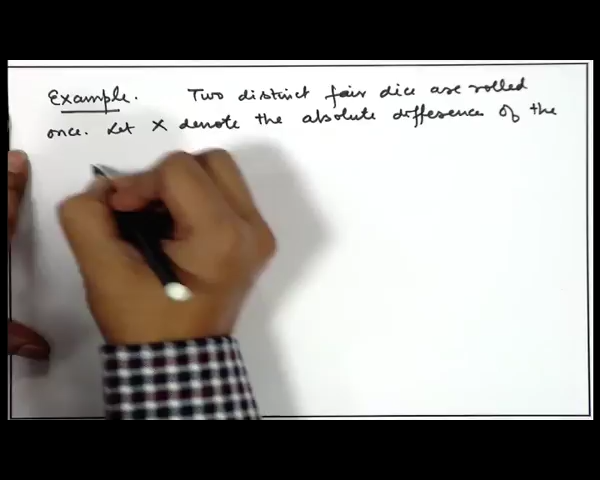 Example. Two distinct fair dice are rolled
once. Let X denote the absolute difference of the